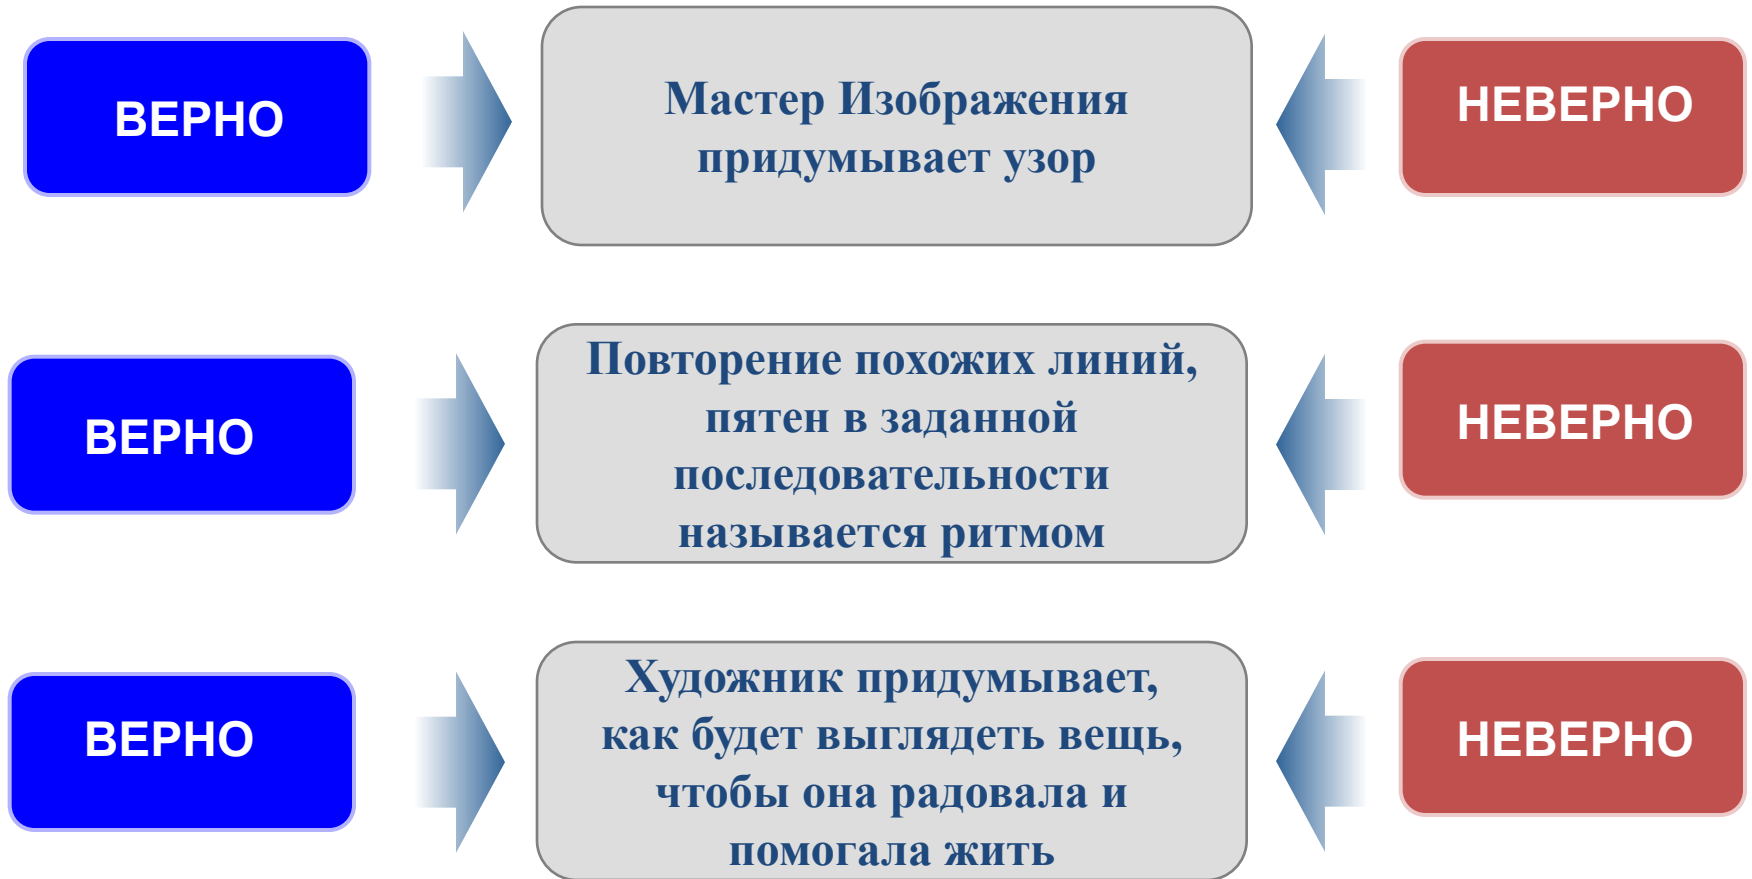 ВЕРНО
Мастер Изображения
придумывает узор
НЕВЕРНО
ВЕРНО
Повторение похожих линий,
пятен в заданной
последовательности
называется ритмом
НЕВЕРНО
ВЕРНО
Художник придумывает,
как будет выглядеть вещь,
чтобы она радовала и
помогала жить
НЕВЕРНО